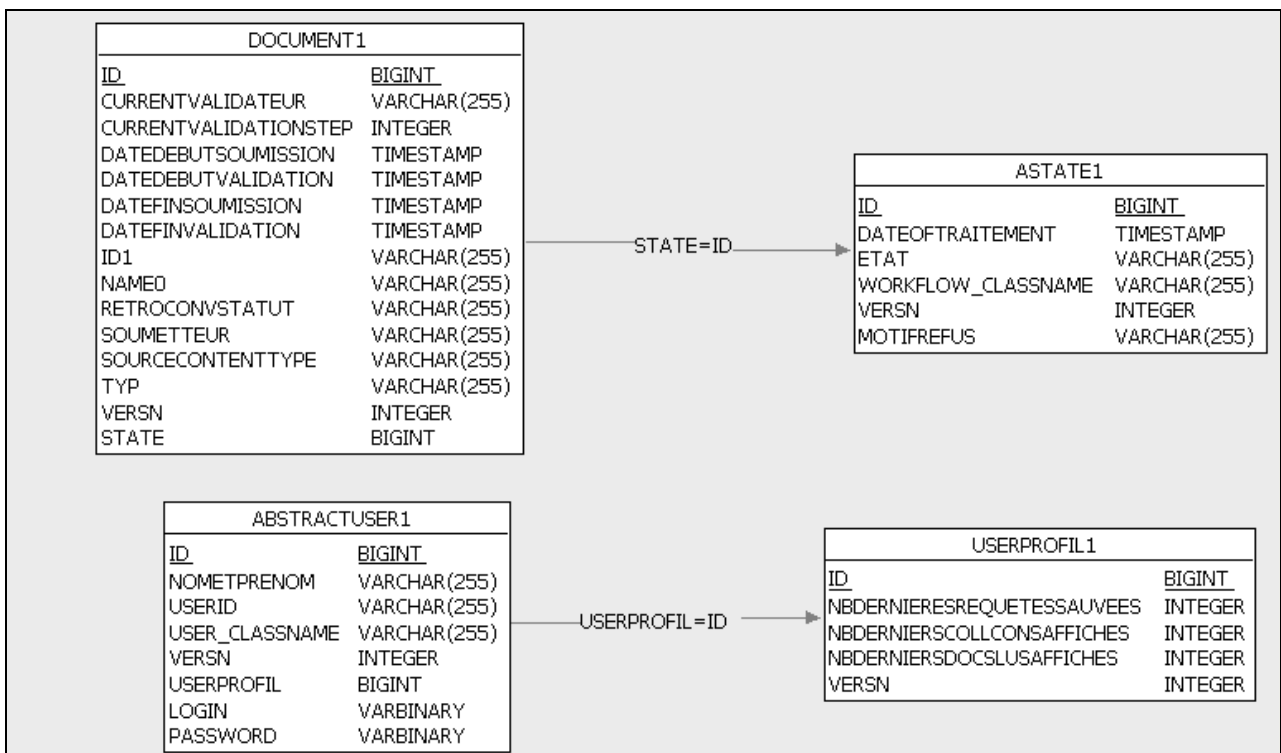 DOCUMENT1
ID BIGINT
CURRENTVALIDATEUR VARCHAR(255)
CURRENTVALIDATIONSTEP INTEGER
DATEDEBUTSOUMISSION TIMESTAMP
DATEDEBUTVALIDATION TIMESTAMP
DATEFINSOUMISSION TIMESTAMP
DATEFINVALIDATION TIMESTAMP
ID1 VARCHAR(255)
NAME0 VARCHAR(255)
RETROCONVSTATUT VARCHAR(255)
SOUMETTEUR VARCHAR(255)
SOURCECONTENTTYPE VARCHAR(255)
TYP VARCHAR(255)
VERSN INTEGER
STATE BIGINT
STATE=ID
ASTATE1
ID BIGINT
DATEOFTRAITEMENT TIMESTAMP
ETAT VARCHAR(255)
WORKFLOW_CLASSNAME VARCHAR(255)
VERSN INTEGER
MOTIFREFUS VARCHAR(255)
ABSTRACTUSER1
ID BIGINT
NOMETPRENOM VARCHAR(255)
USERID VARCHAR(255)
USER_CLASSNAME VARCHAR(255)
VERSN INTEGER
USERPROFIL BIGINT
LOGIN VARBINARY
PASSWORD VARBINARY
USERPROFIL=ID
USERPROFIL1
ID BIGINT
NBDERNIERESREQUETESSAUVEES INTEGER
NBDERNIERSCOLLCONSAFFICHES INTEGER
NBDERNIERSDOCSLUSAFFICHES INTEGER
VERSN INTEGER